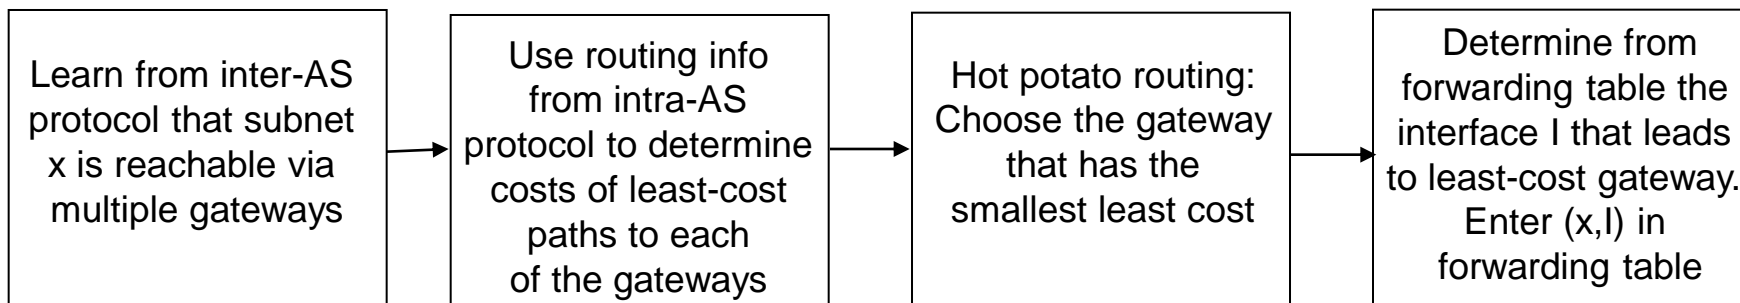 Learn from inter-AS
protocol that subnet
x is reachable via
multiple gateways
Use routing info
from intra-AS
protocol to determine
costs of least-cost
paths to each
of the gateways
Hot potato routing:
Choose the gateway
that has the
smallest least cost
Determine from
forwarding table the
interface I that leads
to least-cost gateway.
Enter (x,I) in
forwarding table